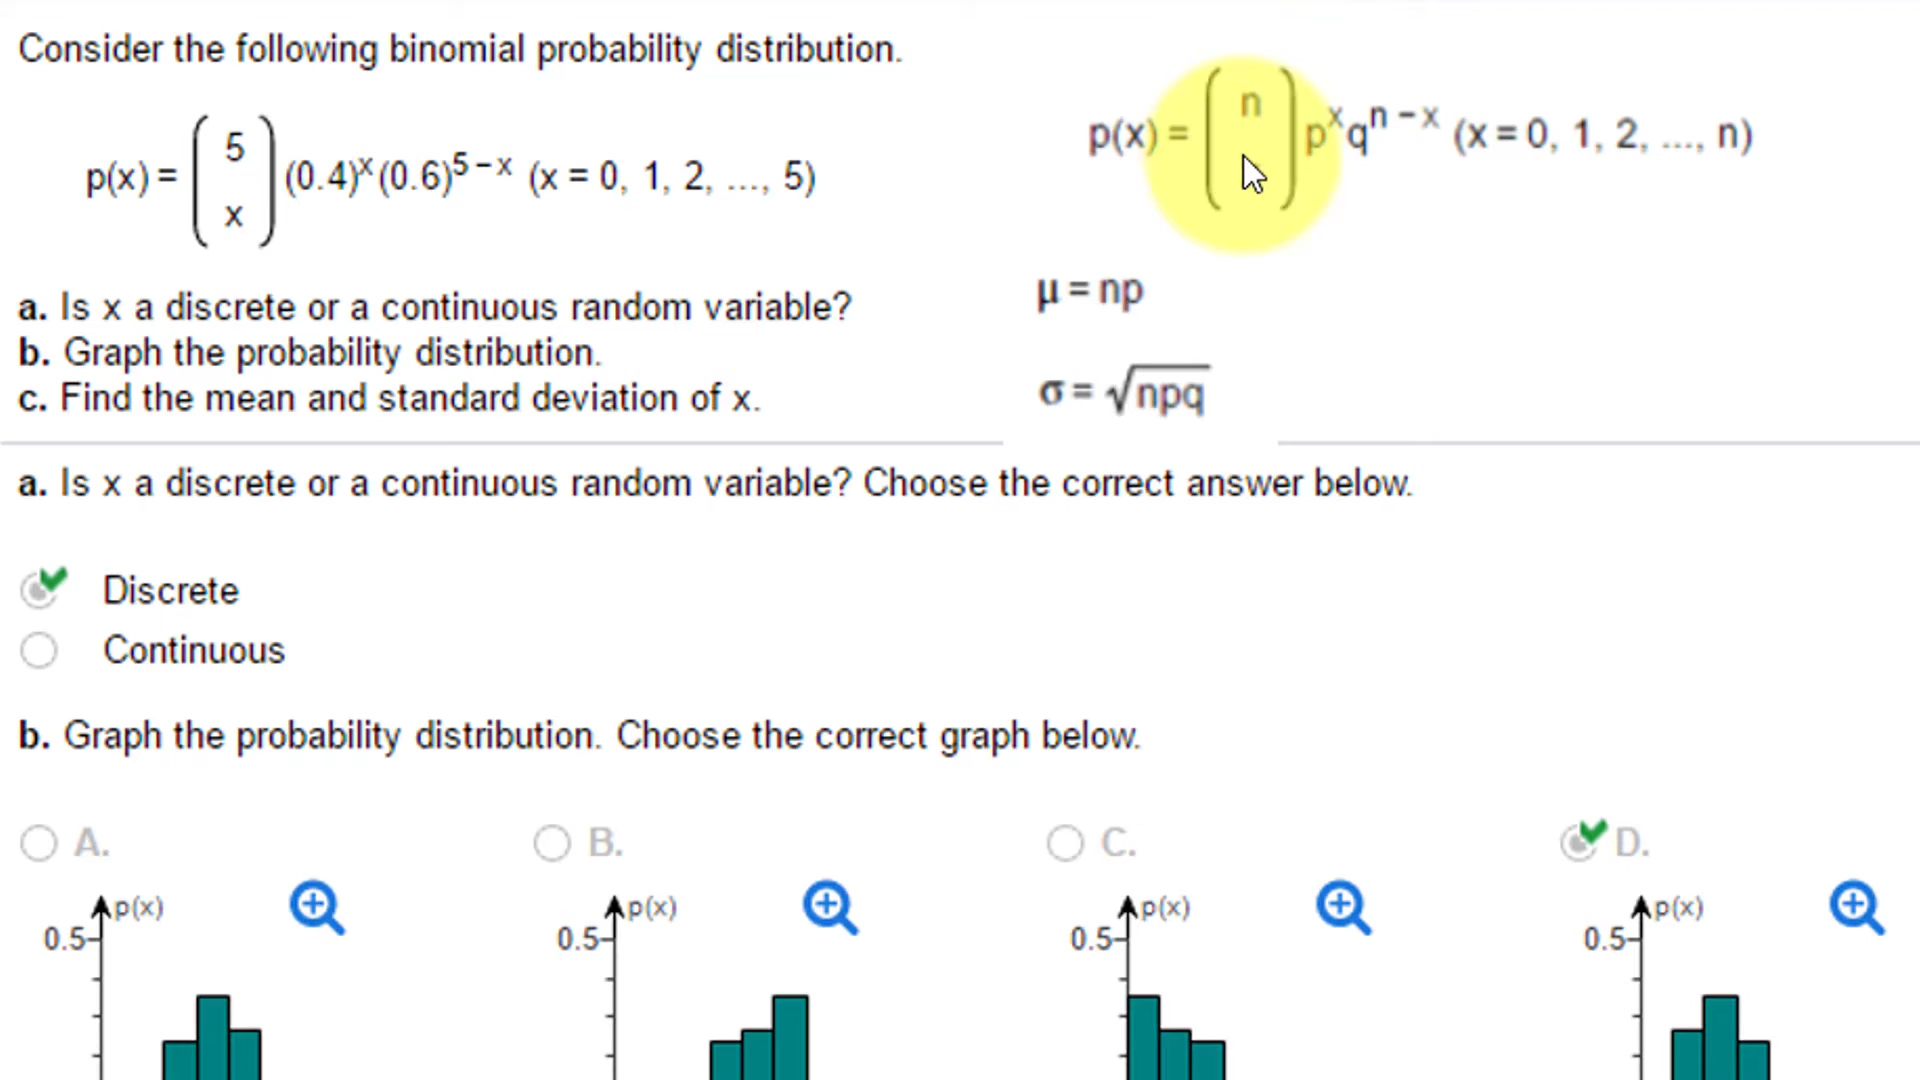 Consider the following binomial probability distribution.
p(x) = (5 x) (0.4)^x (0.6)^{5−x} (x = 0, 1, 2, ..., 5)
p(x) = (n) p^x q^{n−x} (x = 0, 1, 2, ..., n)
a. Is x a discrete or a continuous random variable?
b. Graph the probability distribution.
c. Find the mean and standard deviation of x.
μ = np
σ = √npq
a. Is x a discrete or a continuous random variable? Choose the correct answer below.
Discrete
Continuous
b. Graph the probability distribution. Choose the correct graph below.
A.
p(x)
0.5
B.
p(x)
0.5
C.
p(x)
0.5
D.
p(x)
0.5